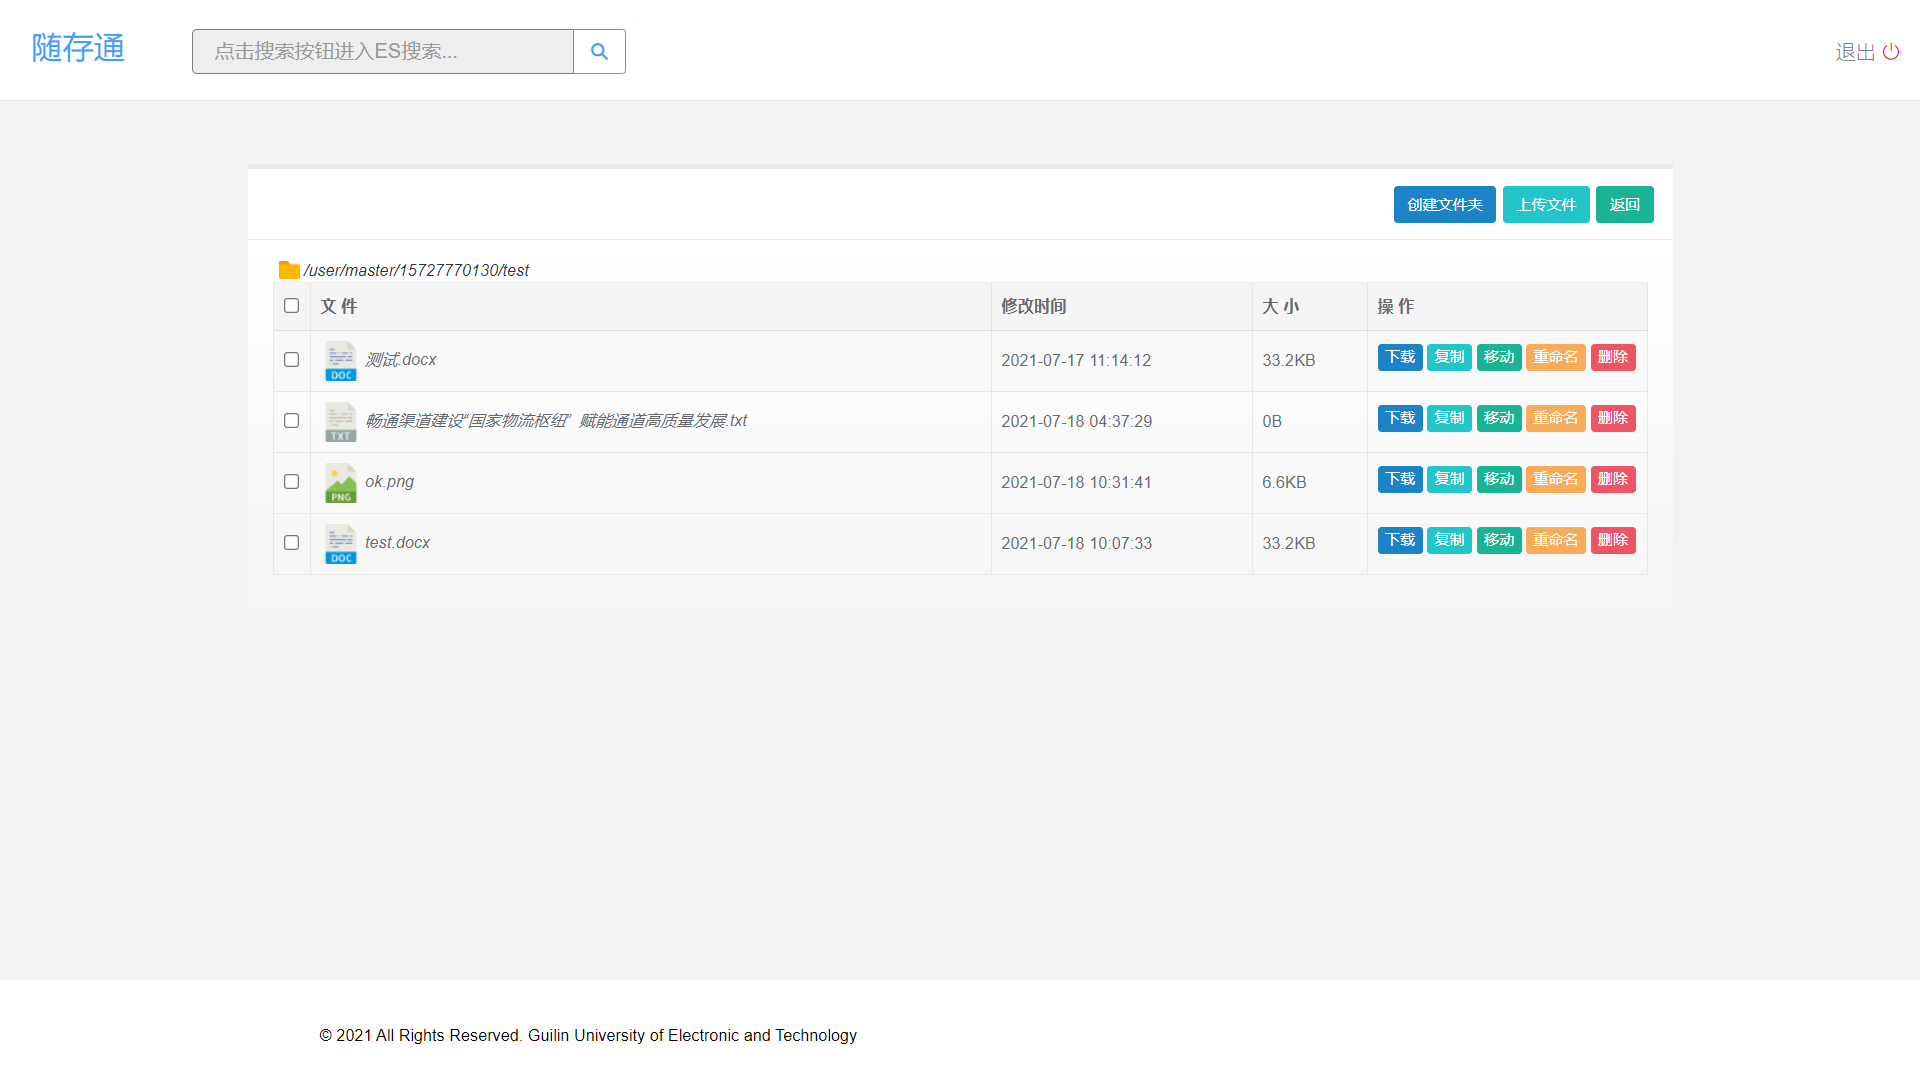 随存通
点击搜索按钮进入ES搜索...
退出
创建文件夹 上传文件 返回
/user/master/15727770130/test
文 件 修改时间 大 小 操 作
DOC 测试.docx 2021-07-17 11:14:12 33.2KB 下载 复制 移动 重命名 删除
TXT 畅通渠道建设“国家物流枢纽” 赋能通道高质量发展.txt 2021-07-18 04:37:29 0B 下载 复制 移动 重命名 删除
PNG ok.png 2021-07-18 10:31:41 6.6KB 下载 复制 移动 重命名 删除
DOC test.docx 2021-07-18 10:07:33 33.2KB 下载 复制 移动 重命名 删除
© 2021 All Rights Reserved. Guilin University of Electronic and Technology